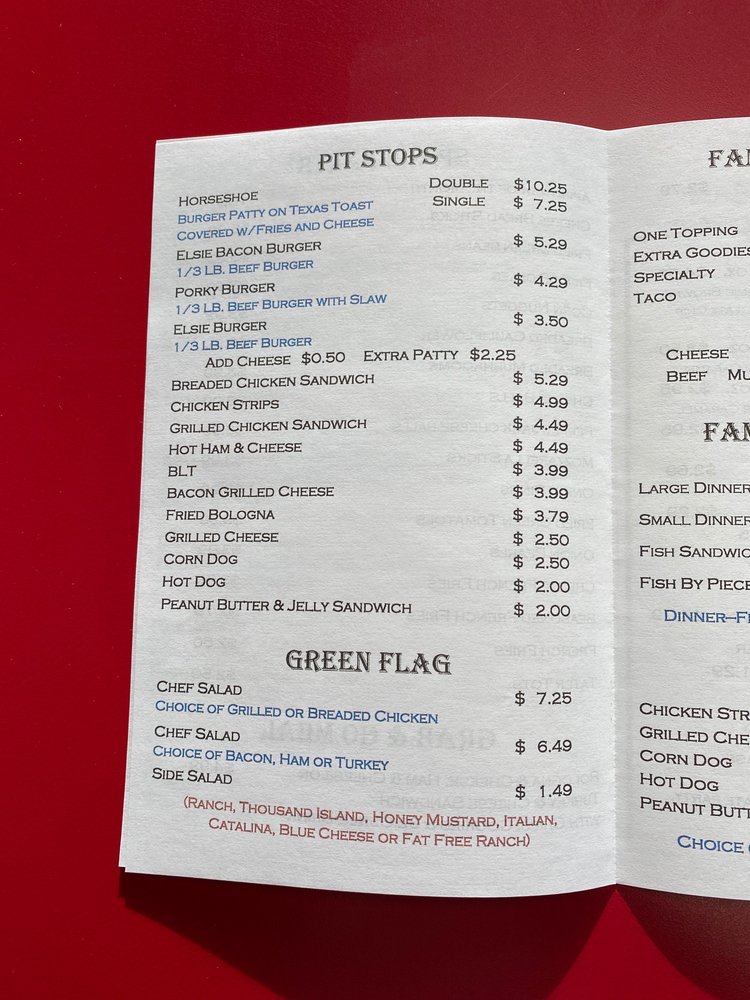 PIT STOPS
HORSESHOE DOUBLE $10.25
BURGER PATTY ON TEXAS TOAST SINGLE $ 7.25
COVERED W/FRIES AND CHEESE
ELSIE BACON BURGER $ 5.29
1/3 LB. BEEF BURGER
PORKY BURGER $ 4.29
1/3 LB. BEEF BURGER WITH SLAW
ELSIE BURGER $ 3.50
1/3 LB. BEEF BURGER
ADD CHEESE $0.50 EXTRA PATTY $2.25
BREADED CHICKEN SANDWICH $ 5.29
CHICKEN STRIPS $ 4.99
GRILLED CHICKEN SANDWICH $ 4.49
HOT HAM & CHEESE $ 4.49
BLT $ 3.99
BACON GRILLED CHEESE $ 3.99
FRIED BOLOGNA $ 3.79
GRILLED CHEESE $ 2.50
CORN DOG $ 2.50
HOT DOG $ 2.00
PEANUT BUTTER & JELLY SANDWICH $ 2.00
GREEN FLAG
CHEF SALAD $ 7.25
CHOICE OF GRILLED OR BREADED CHICKEN
CHEF SALAD $ 6.49
CHOICE OF BACON, HAM OR TURKEY
SIDE SALAD $ 1.49
(RANCH, THOUSAND ISLAND, HONEY MUSTARD, ITALIAN,
CATALINA, BLUE CHEESE OR FAT FREE RANCH)
FA
ONE TOPPING
EXTRA GOODIES
SPECIALTY
TACO
CHEESE
BEEF MU
FAM
LARGE DINNER
SMALL DINNER
FISH SANDWIC
FISH BY PIECE
DINNER–F
CHICKEN STR
GRILLED CHE
CORN DOG
HOT DOG
PEANUT BUTT
CHOICE